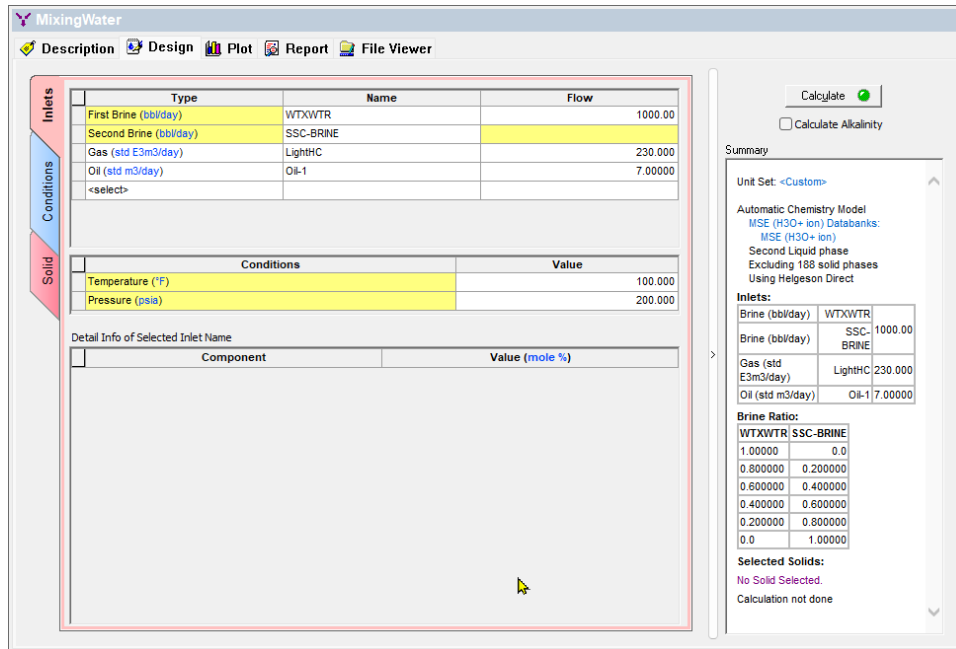 MixingWater
Description Design Plot Report File Viewer
Inlets
Conditions
Solid
Type Name Flow
First Brine (bbl/day) WTXWTR 1000.00
Second Brine (bbl/day) SSC-BRINE
Gas (std E3m3/day) LightHC 230.000
Oil (std m3/day) Oil-1 7.00000
<select>
Conditions Value
Temperature (°F) 100.000
Pressure (psia) 200.000
Detail Info of Selected Inlet Name
Component Value (mole %)
>
Calculate
Calculate Alkalinity
Summary
Unit Set: <Custom>
Automatic Chemistry Model
MSE (H3O+ ion) Databanks:
MSE (H3O+ ion)
Second Liquid phase
Excluding 188 solid phases
Using Helgeson Direct
Inlets:
Brine (bbl/day) WTXWTR
Brine (bbl/day) SSC-BRINE 1000.00
Gas (std E3m3/day) LightHC 230.000
Oil (std m3/day) Oil-1 7.00000
Brine Ratio:
WTXWTR SSC-BRINE
1.00000 0.0
0.800000 0.200000
0.600000 0.400000
0.400000 0.600000
0.200000 0.800000
0.0 1.00000
Selected Solids:
No Solid Selected.
Calculation not done